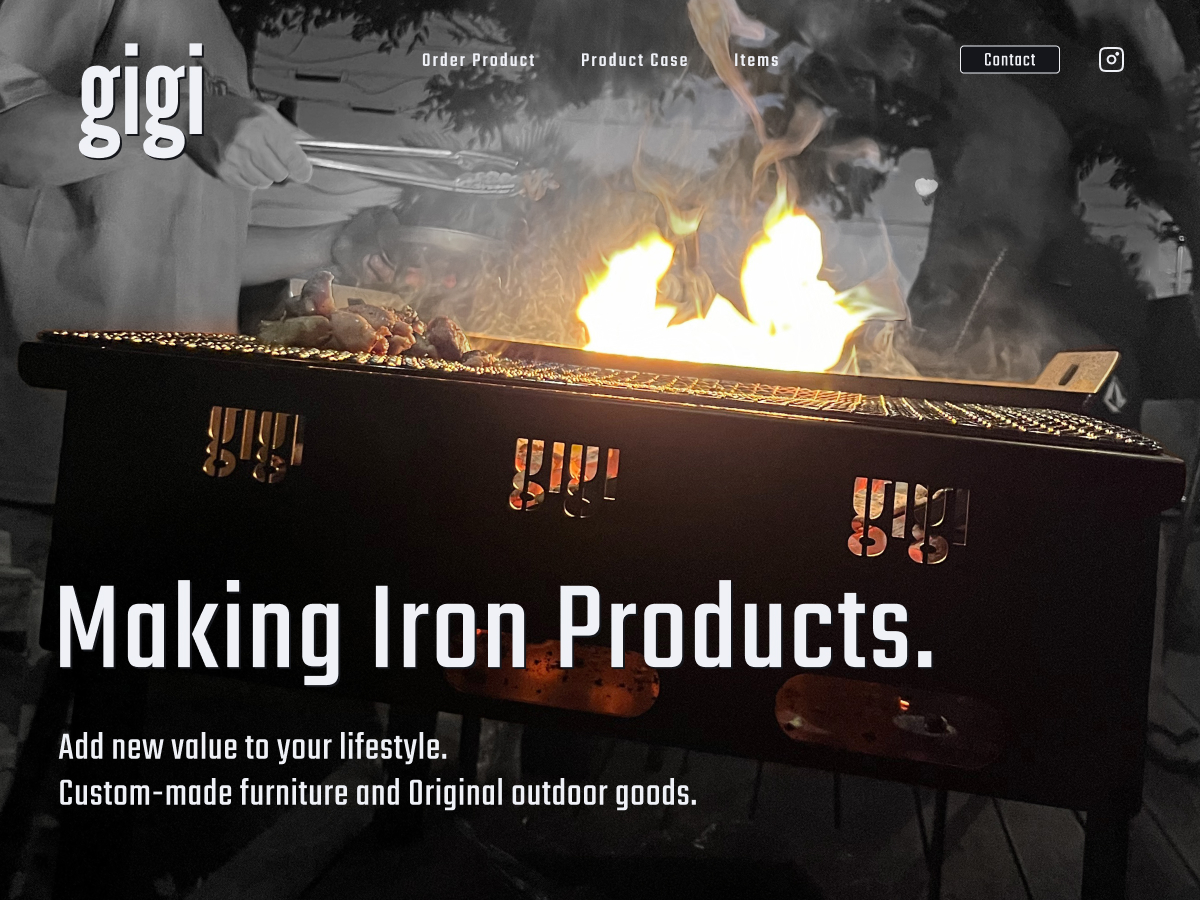 gigi
Order Product
Product Case
Items
Contact
gigi
gigi
gigi
Making Iron Products.
Add new value to your lifestyle.
Custom-made furniture and Original outdoor goods.